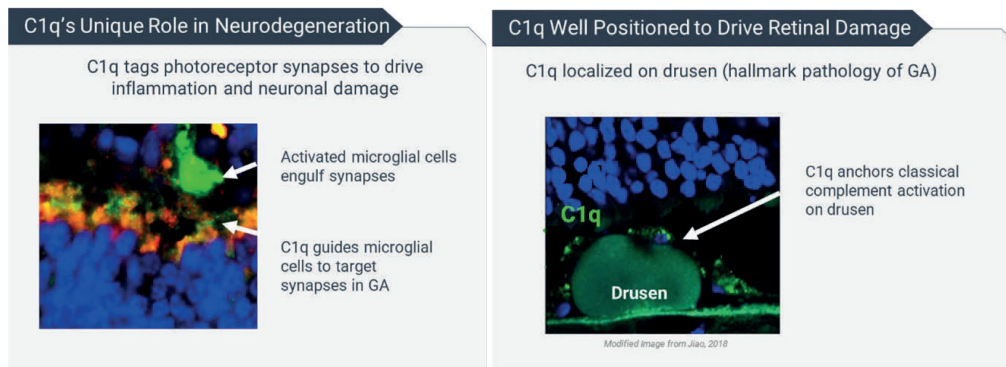 C1q's Unique Role in Neurodegeneration
C1q tags photoreceptor synapses to drive
inflammation and neuronal damage
Activated microglial cells
engulf synapses
C1q guides microglial
cells to target
synapses in GA
C1q Well Positioned to Drive Retinal Damage
C1q localized on drusen (hallmark pathology of GA)
C1q
Drusen
C1q anchors classical
complement activation
on drusen
Modified Image from Jiao, 2018